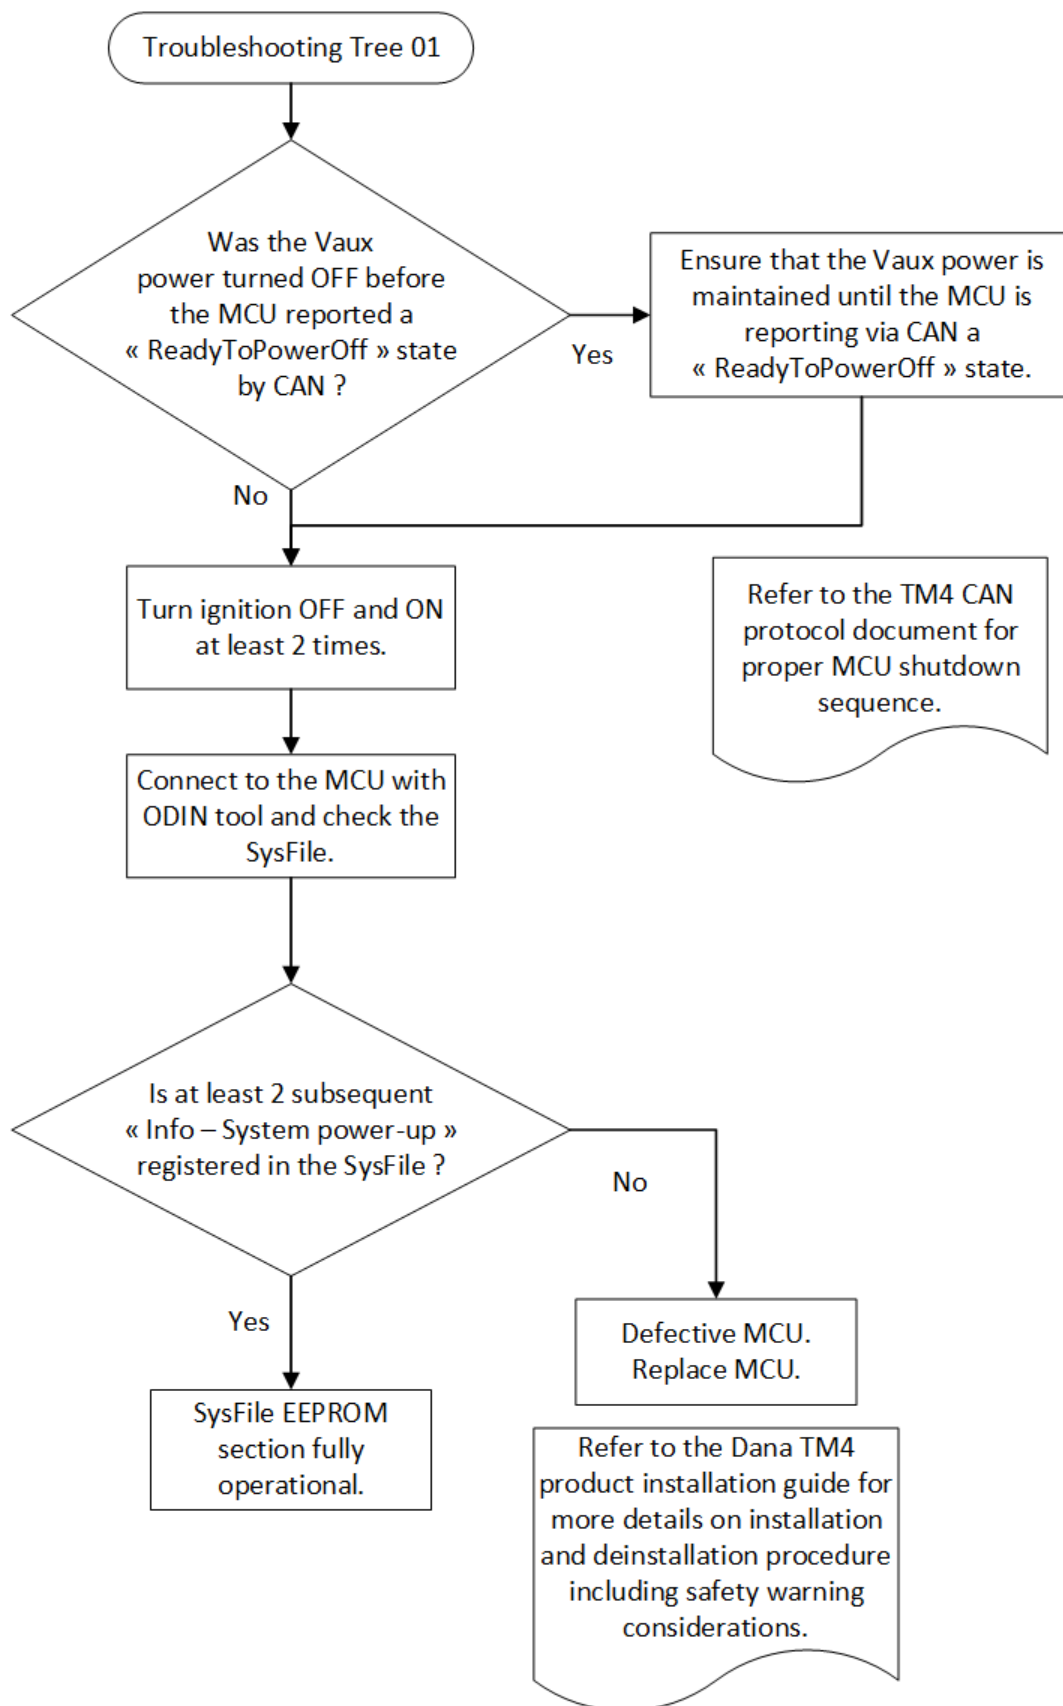 Troubleshooting Tree 01
Was the Vaux
power turned OFF before
the MCU reported a
« ReadyToPowerOff » state
by CAN ?
Yes
Ensure that the Vaux power is
maintained until the MCU is
reporting via CAN a
« ReadyToPowerOff » state.
No
Turn ignition OFF and ON
at least 2 times.
Refer to the TM4 CAN
protocol document for
proper MCU shutdown
sequence.
Connect to the MCU with
ODIN tool and check the
SysFile.
Is at least 2 subsequent
« Info – System power-up »
registered in the SysFile ?
No
Yes
Defective MCU.
Replace MCU.
SysFile EEPROM
section fully
operational.
Refer to the Dana TM4
product installation guide for
more details on installation
and deinstallation procedure
including safety warning
considerations.